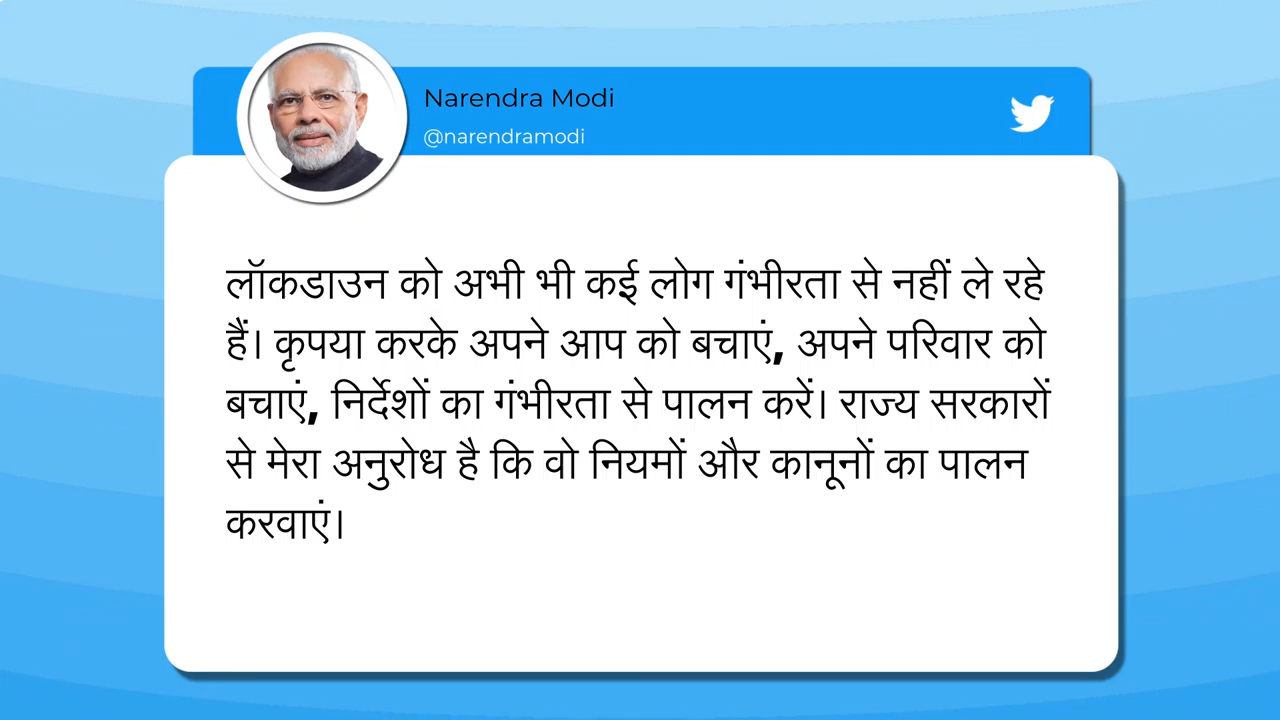 Narendra Modi
@narendramodi
लॉकडाउन को अभी भी कई लोग गंभीरता से नहीं ले रहे
हैं। कृपया करके अपने आप को बचाएं, अपने परिवार को
बचाएं, निर्देशों का गंभीरता से पालन करें। राज्य सरकारों
से मेरा अनुरोध है कि वो नियमों और कानूनों का पालन
करवाएं।